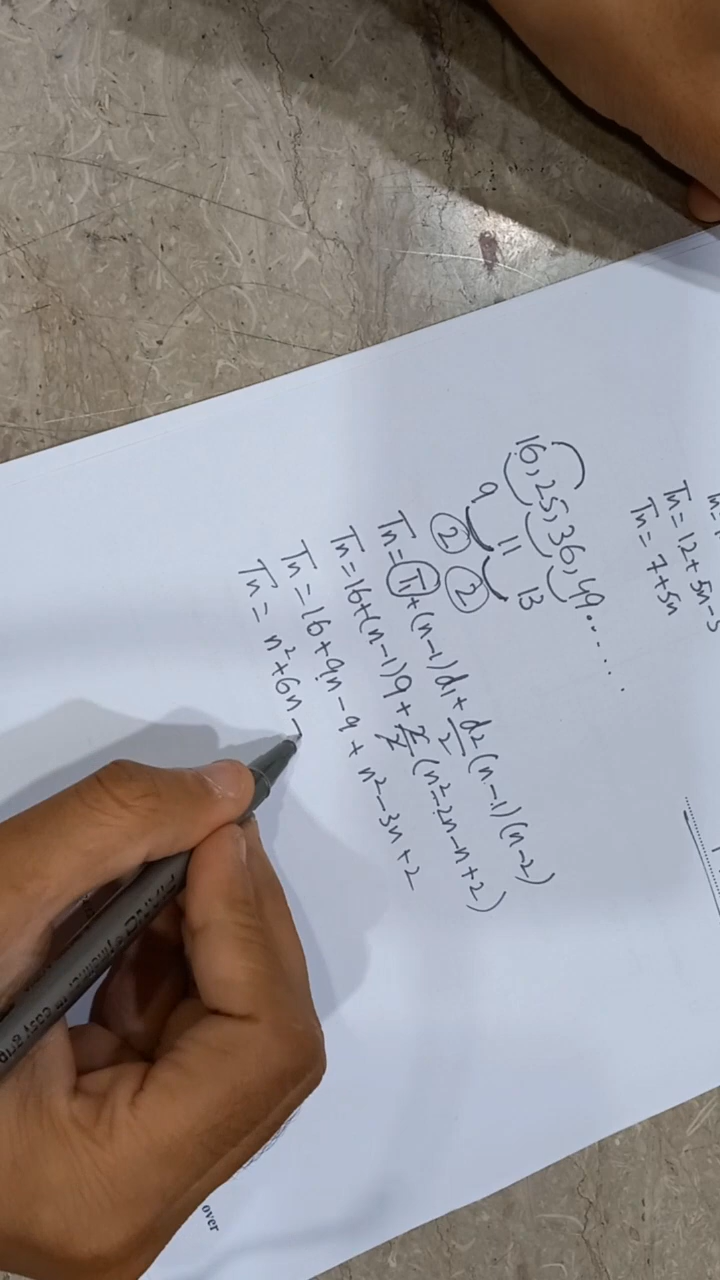 Tn = 12+5n-5
Tn = 7+5n
16, 25, 36, 49......
9 11 13
2 2
Tn = T1+(n-1)d1+d2/2(n-1)(n-2)
Tn = 16+(n-1)9+2/2(n²-2n-n+2)
Tn = 16+9n-9+n²-3n+2
Tn = n²+6n
over